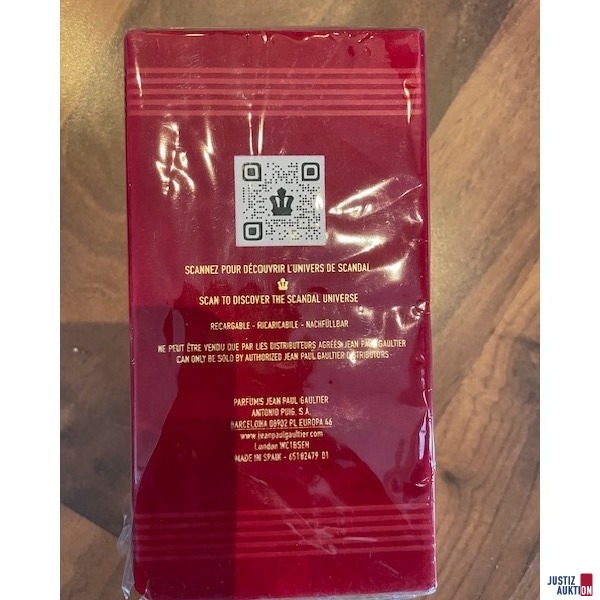 SCANNEZ POUR DÉCOUVRIR L'UNIVERS DE SCANDAL
SCAN TO DISCOVER THE SCANDAL UNIVERSE
RECARGABLE - RICARICABILE - NACHFÜLLBAR
NE PEUT ÊTRE VENDU QUE PAR LES DISTRIBUTEURS AGRÉÉS JEAN PAUL GAULTIER
CAN ONLY BE SOLD BY AUTHORIZED JEAN PAUL GAULTIER DISTRIBUTORS
PARFUMS JEAN PAUL GAULTIER
ANTONIO PUIG, S.A.
BARCELONA 08902 PL EUROPA 46
www.jeanpaulgaultier.com
London WC1B5EH
MADE IN SPAIN - 65182479 01
JUSTIZ
AUKTION